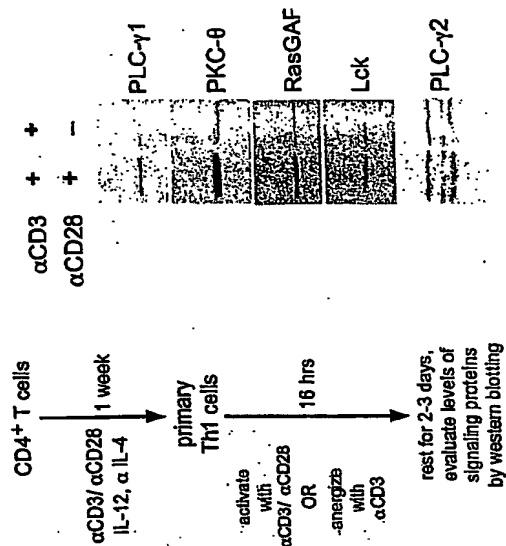 CD4+ T cells
αCD3/ αCD28
IL-12, α IL-4
1 week
primary
Th1 cells
-activate
with
αCD3/ αCD28
OR
-anergize
with
αCD3
16 hrs
rest for 2-3 days,
evaluate levels of
signaling proteins
by western blotting
αCD3 + +
αCD28 + −
PLC-γ1
PKC-θ
RasGAF
Lck
PLC-γ2